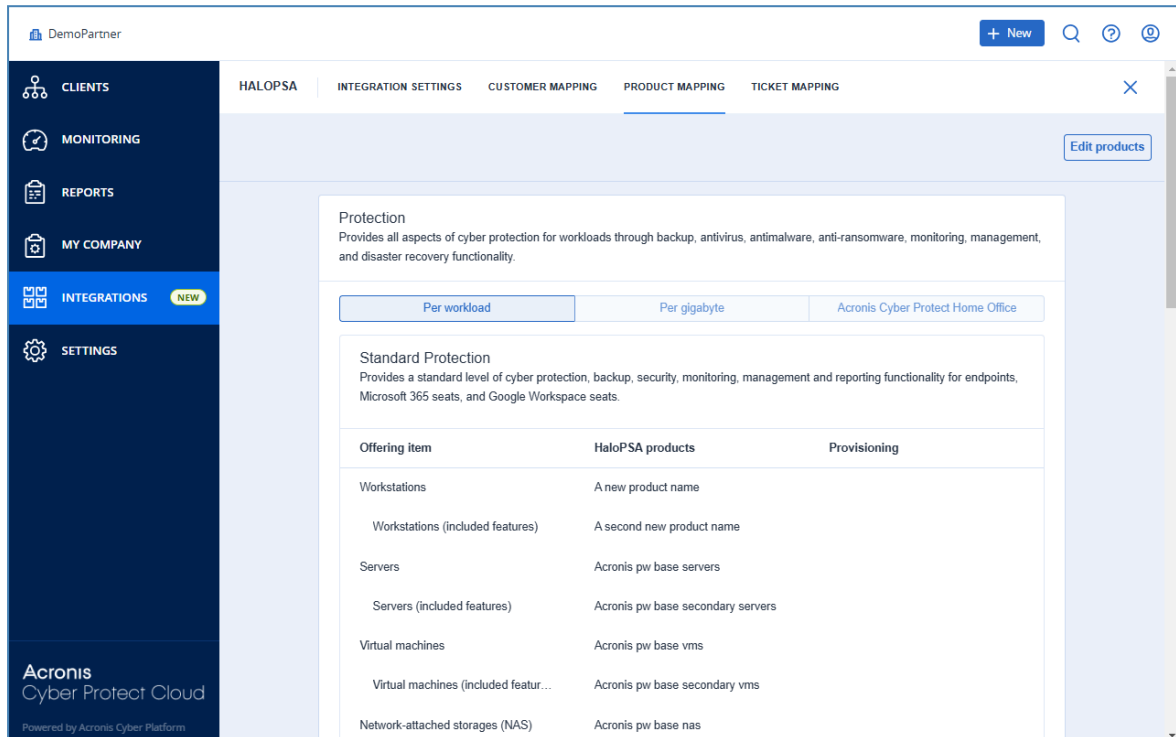 DemoPartner
+ New
CLIENTS
MONITORING
REPORTS
MY COMPANY
INTEGRATIONS NEW
SETTINGS
Acronis
Cyber Protect Cloud
Powered by Acronis Cyber Platform
HALOPSA INTEGRATION SETTINGS CUSTOMER MAPPING PRODUCT MAPPING TICKET MAPPING
Edit products
Protection
Provides all aspects of cyber protection for workloads through backup, antivirus, antimalware, anti-ransomware, monitoring, management,
and disaster recovery functionality.
Per workload Per gigabyte Acronis Cyber Protect Home Office
Standard Protection
Provides a standard level of cyber protection, backup, security, monitoring, management and reporting functionality for endpoints,
Microsoft 365 seats, and Google Workspace seats.
Offering item HaloPSA products Provisioning
Workstations A new product name
Workstations (included features) A second new product name
Servers Acronis pw base servers
Servers (included features) Acronis pw base secondary servers
Virtual machines Acronis pw base vms
Virtual machines (included featur... Acronis pw base secondary vms
Network-attached storages (NAS) Acronis pw base nas